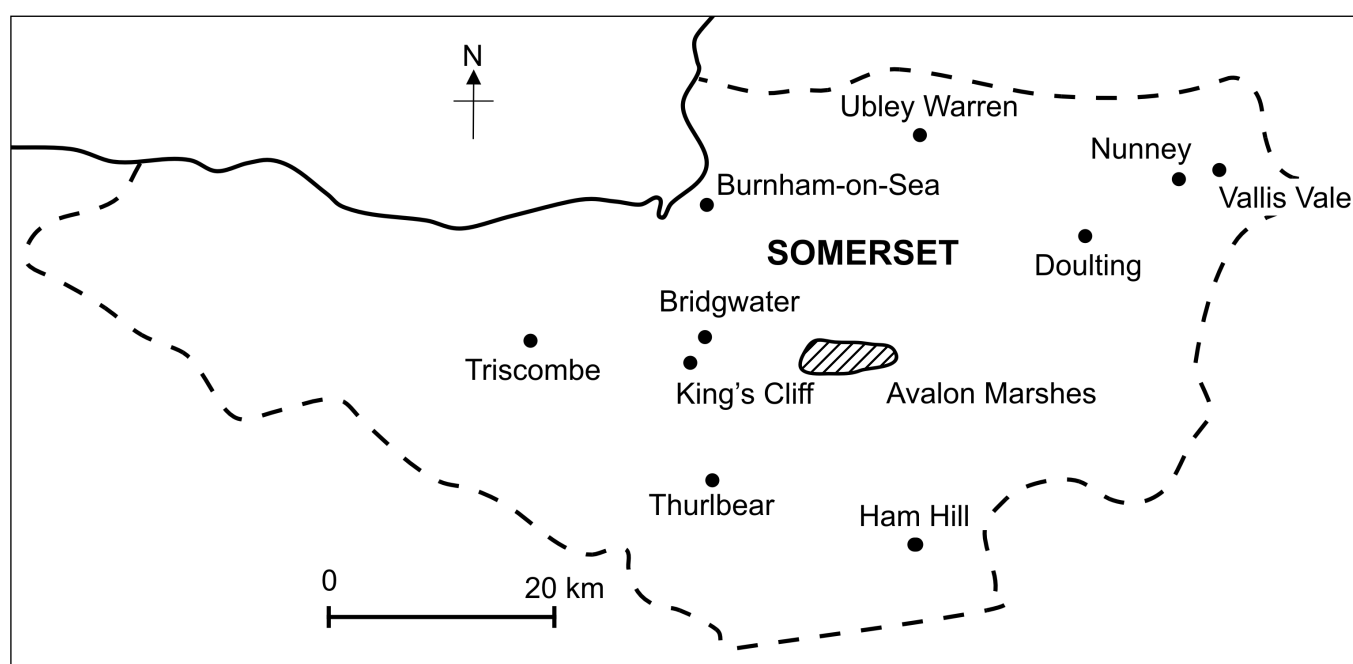 N
Ubley Warren
Nunney
Vallis Vale
Burnham-on-Sea
SOMERSET
Doulting
Bridgwater
Triscombe
King's Cliff
Avalon Marshes
Thurlbear
Ham Hill
0
20 km